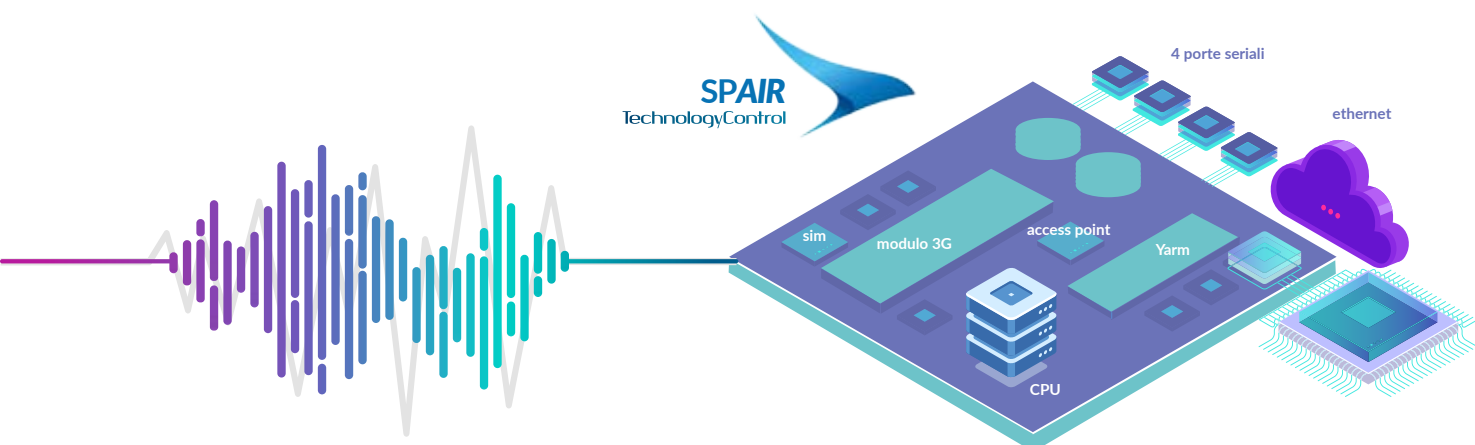 SPAIR
TechnologyControl
4 porte seriali
ethernet
sim
modulo 3G
access point
Yarm
CPU